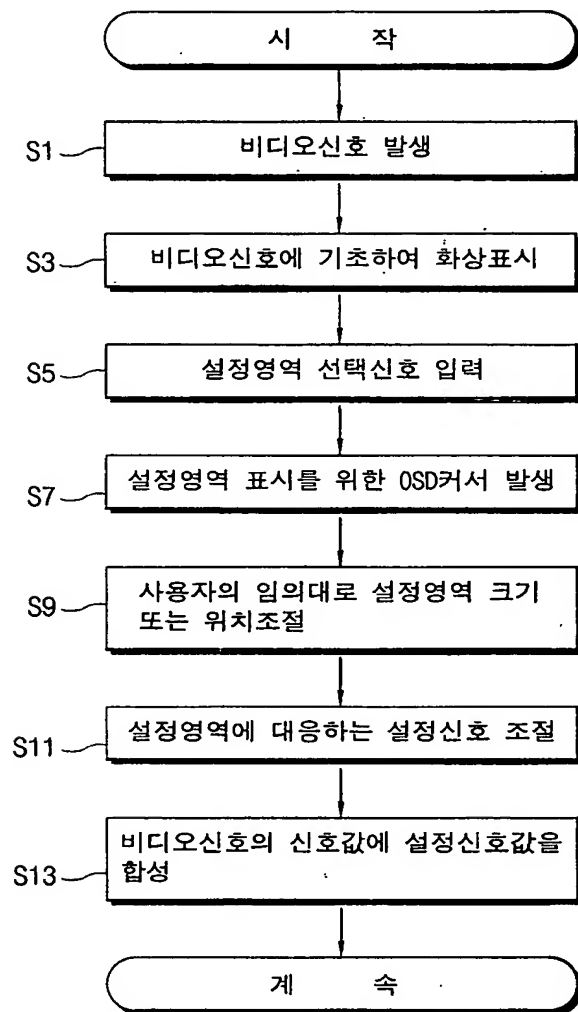 시 작
S1
비디오신호 발생
S3
비디오신호에 기초하여 화상표시
S5
설정영역 선택신호 입력
S7
설정영역 표시를 위한 OSD커서 발생
S9
사용자의 임의대로 설정영역 크기
또는 위치조절
S11
설정영역에 대응하는 설정신호 조절
S13
비디오신호의 신호값에 설정신호값을
합성
계 속